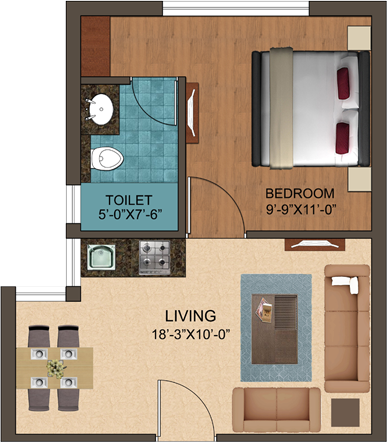 TOILET
5'-0"X7'-6"
BEDROOM
9'-9"X11'-0"
LIVING
18'-3"X10'-0"